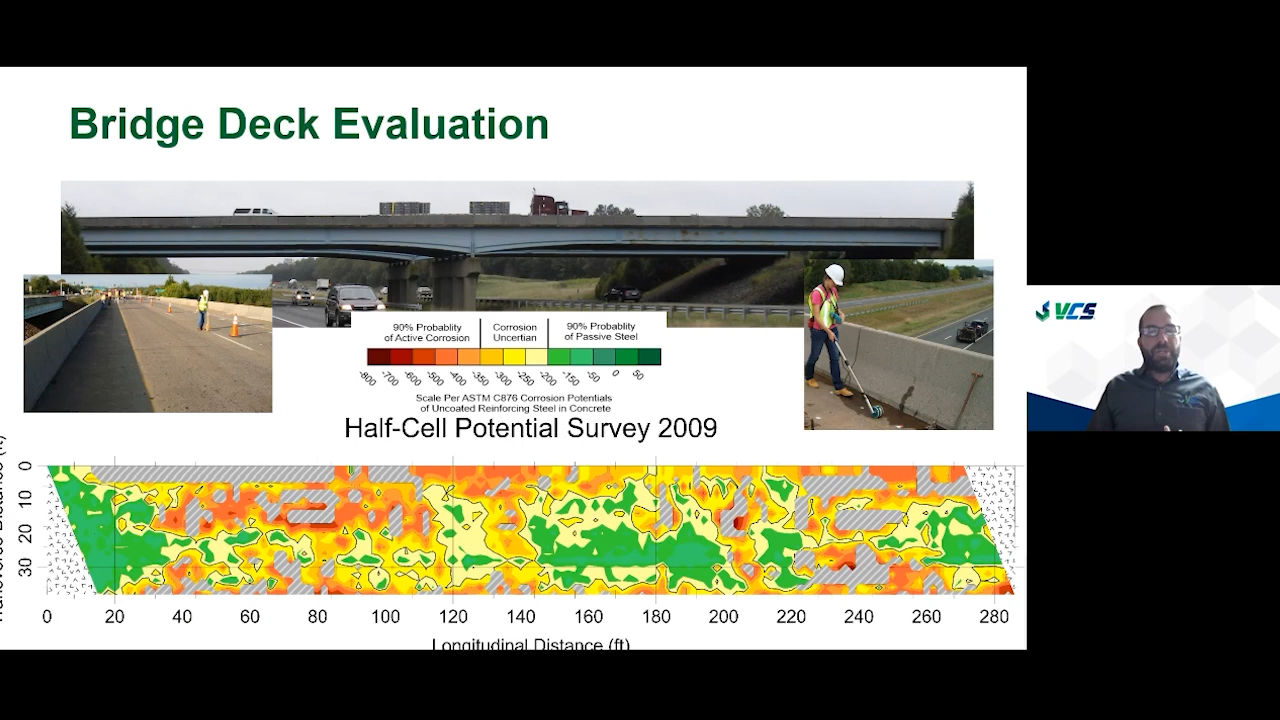 Bridge Deck Evaluation
90% Probablity
of Active Corrosion
Corrosion
Uncertian
90% Probablity
of Passive Steel
-800
-700
-600
-500
-400
-350
-300
-250
-200
-150
-50
0
50
Scale Per ASTM C876 Corrosion Potentials
of Uncoated Reinforcing Steel in Concrete
Half-Cell Potential Survey 2009
VCS
0
10
20
30
0 20 40 60 80 100 120 140 160 180 200 220 240 260 280
Longitudinal Distance (ft)